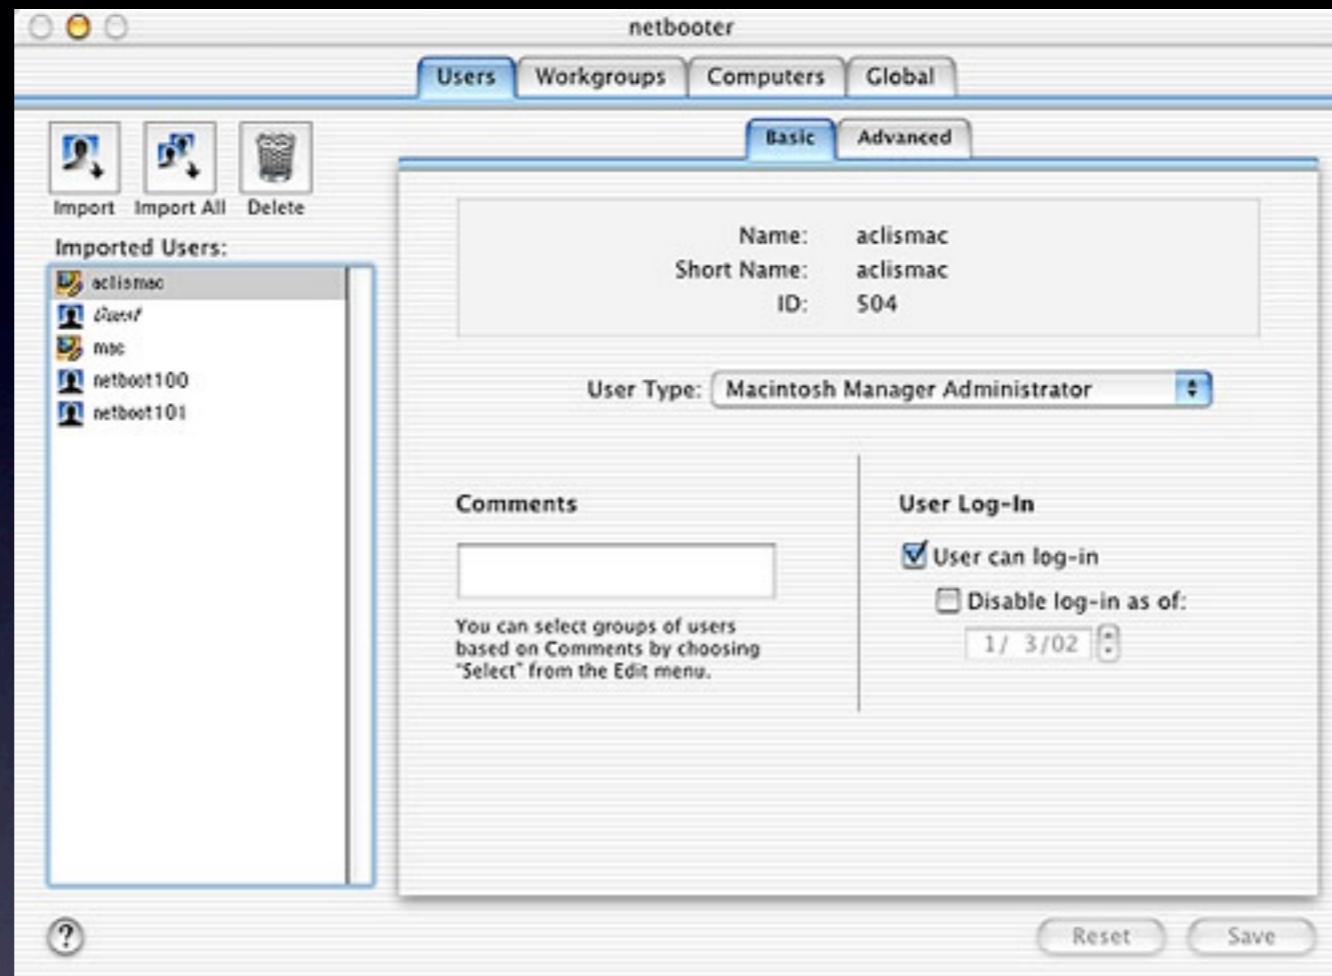 netbooter
Users Workgroups Computers Global
Basic Advanced
Import Import All Delete
Imported Users:
aclismac
Guest
mac
netboot100
netboot101
Name: aclismac
Short Name: aclismac
ID: 504
User Type: Macintosh Manager Administrator
Comments
You can select groups of users
based on Comments by choosing
"Select" from the Edit menu.
User Log-In
User can log-in
Disable log-in as of:
1/ 3/02
?
Reset Save